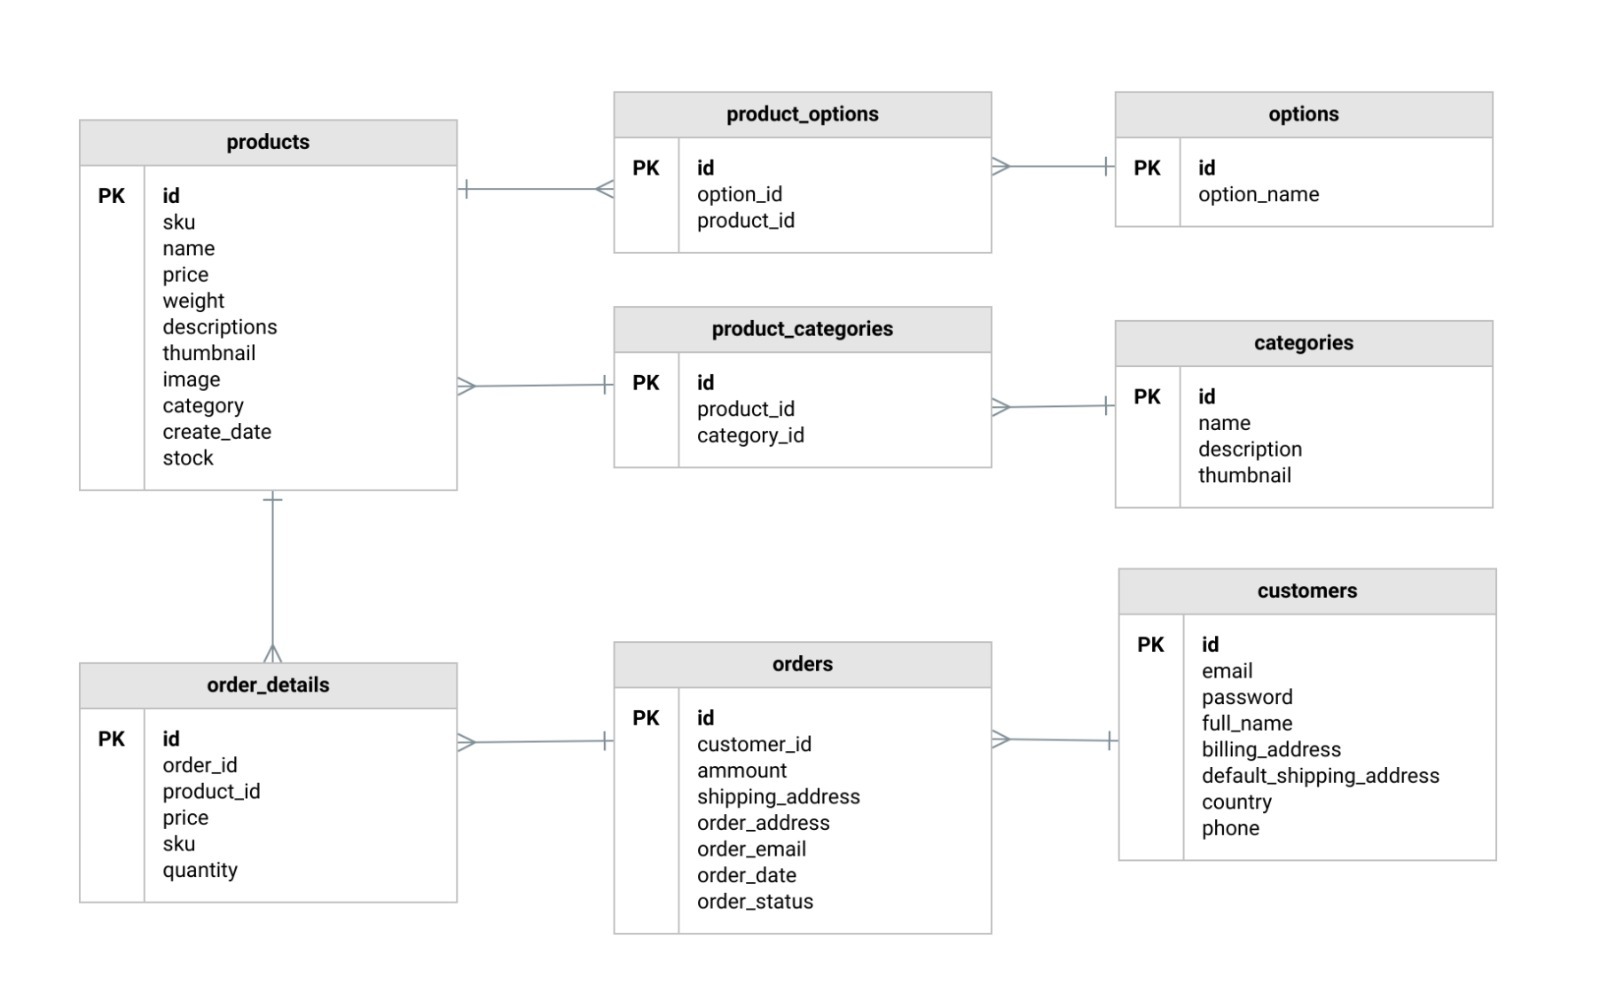 products
PK id
sku
name
price
weight
descriptions
thumbnail
image
category
create_date
stock
product_options
PK id
option_id
product_id
options
PK id
option_name
product_categories
PK id
product_id
category_id
categories
PK id
name
description
thumbnail
order_details
PK id
order_id
product_id
price
sku
quantity
orders
PK id
customer_id
ammount
shipping_address
order_address
order_email
order_date
order_status
customers
PK id
email
password
full_name
billing_address
default_shipping_address
country
phone